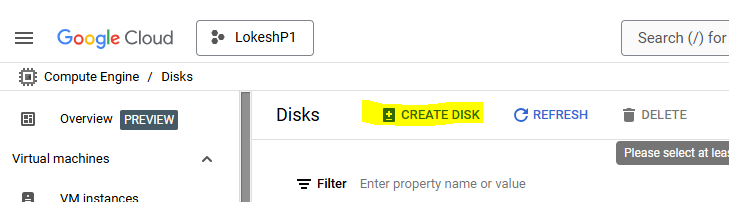 Google Cloud LokeshP1 Search (/) for
Compute Engine / Disks
Overview PREVIEW
Disks CREATE DISK REFRESH DELETE
Virtual machines
Please select at leas
Filter Enter property name or value
VM instances